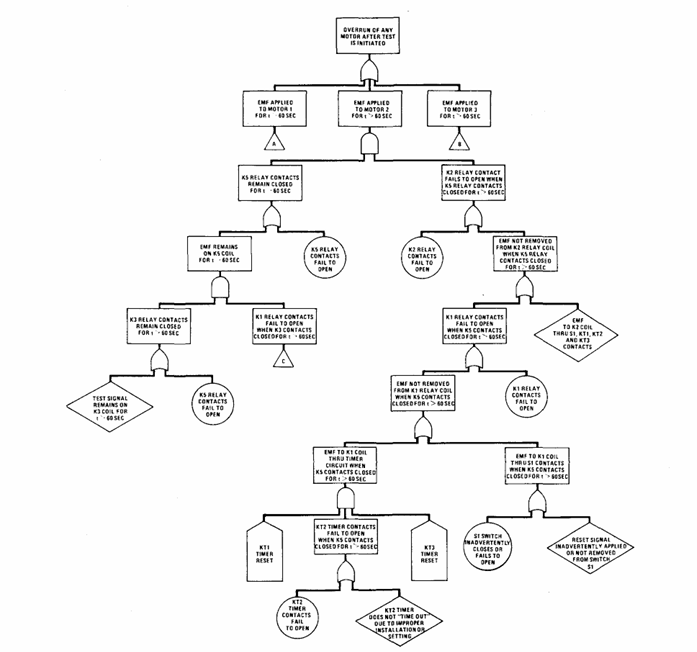 OVERRUN OF ANY
MOTOR AFTER TEST
IS INITIATED
EMF APPLIED
TO MOTOR 1
FOR t > 60 SEC
EMF APPLIED
TO MOTOR 2
FOR t > 60 SEC
EMF APPLIED
TO MOTOR 3
FOR t > 60 SEC
A
B
K5 RELAY CONTACTS
REMAIN CLOSED
FOR t > 60 SEC
K2 RELAY CONTACT
FAILS TO OPEN WHEN
K5 RELAY CONTACTS
CLOSED FOR t > 60 SEC
EMF REMAINS
ON K5 COIL
FOR t > 60 SEC
K5 RELAY
CONTACTS
FAIL TO
OPEN
K2 RELAY
CONTACTS
FAIL TO
OPEN
EMF NOT REMOVED
FROM K2 RELAY COIL
WHEN K5 RELAY
CONTACTS CLOSED
FOR t > 60 SEC
K3 RELAY CONTACTS
REMAIN CLOSED
FOR t > 60 SEC
K1 RELAY CONTACTS
FAIL TO OPEN
WHEN K3 CONTACTS
CLOSED FOR t > 60 SEC
C
K1 RELAY CONTACTS
FAIL TO OPEN
WHEN K5 CONTACTS
CLOSED FOR t > 60 SEC
EMF
TO K2 COIL
THRU S1, KT1, KT2
AND KT3
CONTACTS
TEST SIGNAL
REMAINS ON
K3 COIL FOR
t > 60 SEC
K5 RELAY
CONTACTS
FAIL TO
OPEN
EMF NOT REMOVED
FROM K1 RELAY COIL
WHEN K5 CONTACTS
CLOSED FOR t > 60 SEC
K1 RELAY
CONTACTS
FAIL TO
OPEN
EMF TO K1 COIL
THRU TIMER
CIRCUIT WHEN
K5 CONTACTS CLOSED
FOR t > 60 SEC
EMF TO K1 COIL
THRU S1 CONTACTS
WHEN K5 CONTACTS
CLOSED FOR t > 60 SEC
KT1
TIMER
RESET
KT2 TIMER CONTACTS
FAIL TO OPEN
WHEN K5 CONTACTS
CLOSED FOR t > 60 SEC
KT3
TIMER
RESET
S1 SWITCH
INADVERTENTLY
CLOSES OR
FAILS TO
OPEN
RESET SIGNAL
INADVERTENTLY APPLIED
OR NOT REMOVED
FROM SWITCH
S1
KT2
TIMER
CONTACTS
FAIL
TO OPEN
KT2 TIMER
DOES NOT "TIME OUT"
DUE TO IMPROPER
INSTALLATION OR
SETTING